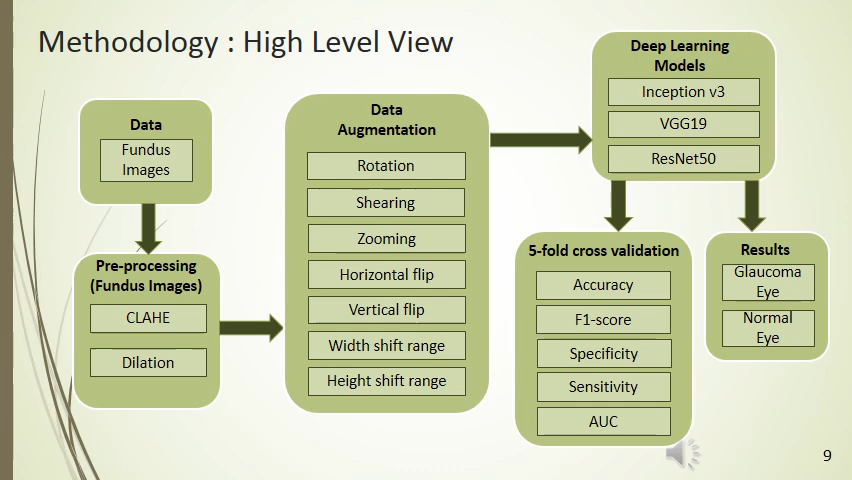 Methodology : High Level View
Data
Fundus
Images
Pre-processing
(Fundus Images)
CLAHE
Dilation
Data
Augmentation
Rotation
Shearing
Zooming
Horizontal flip
Vertical flip
Width shift range
Height shift range
Deep Learning
Models
Inception v3
VGG19
ResNet50
5-fold cross validation
Accuracy
F1-score
Specificity
Sensitivity
AUC
Results
Glaucoma
Eye
Normal
Eye
9